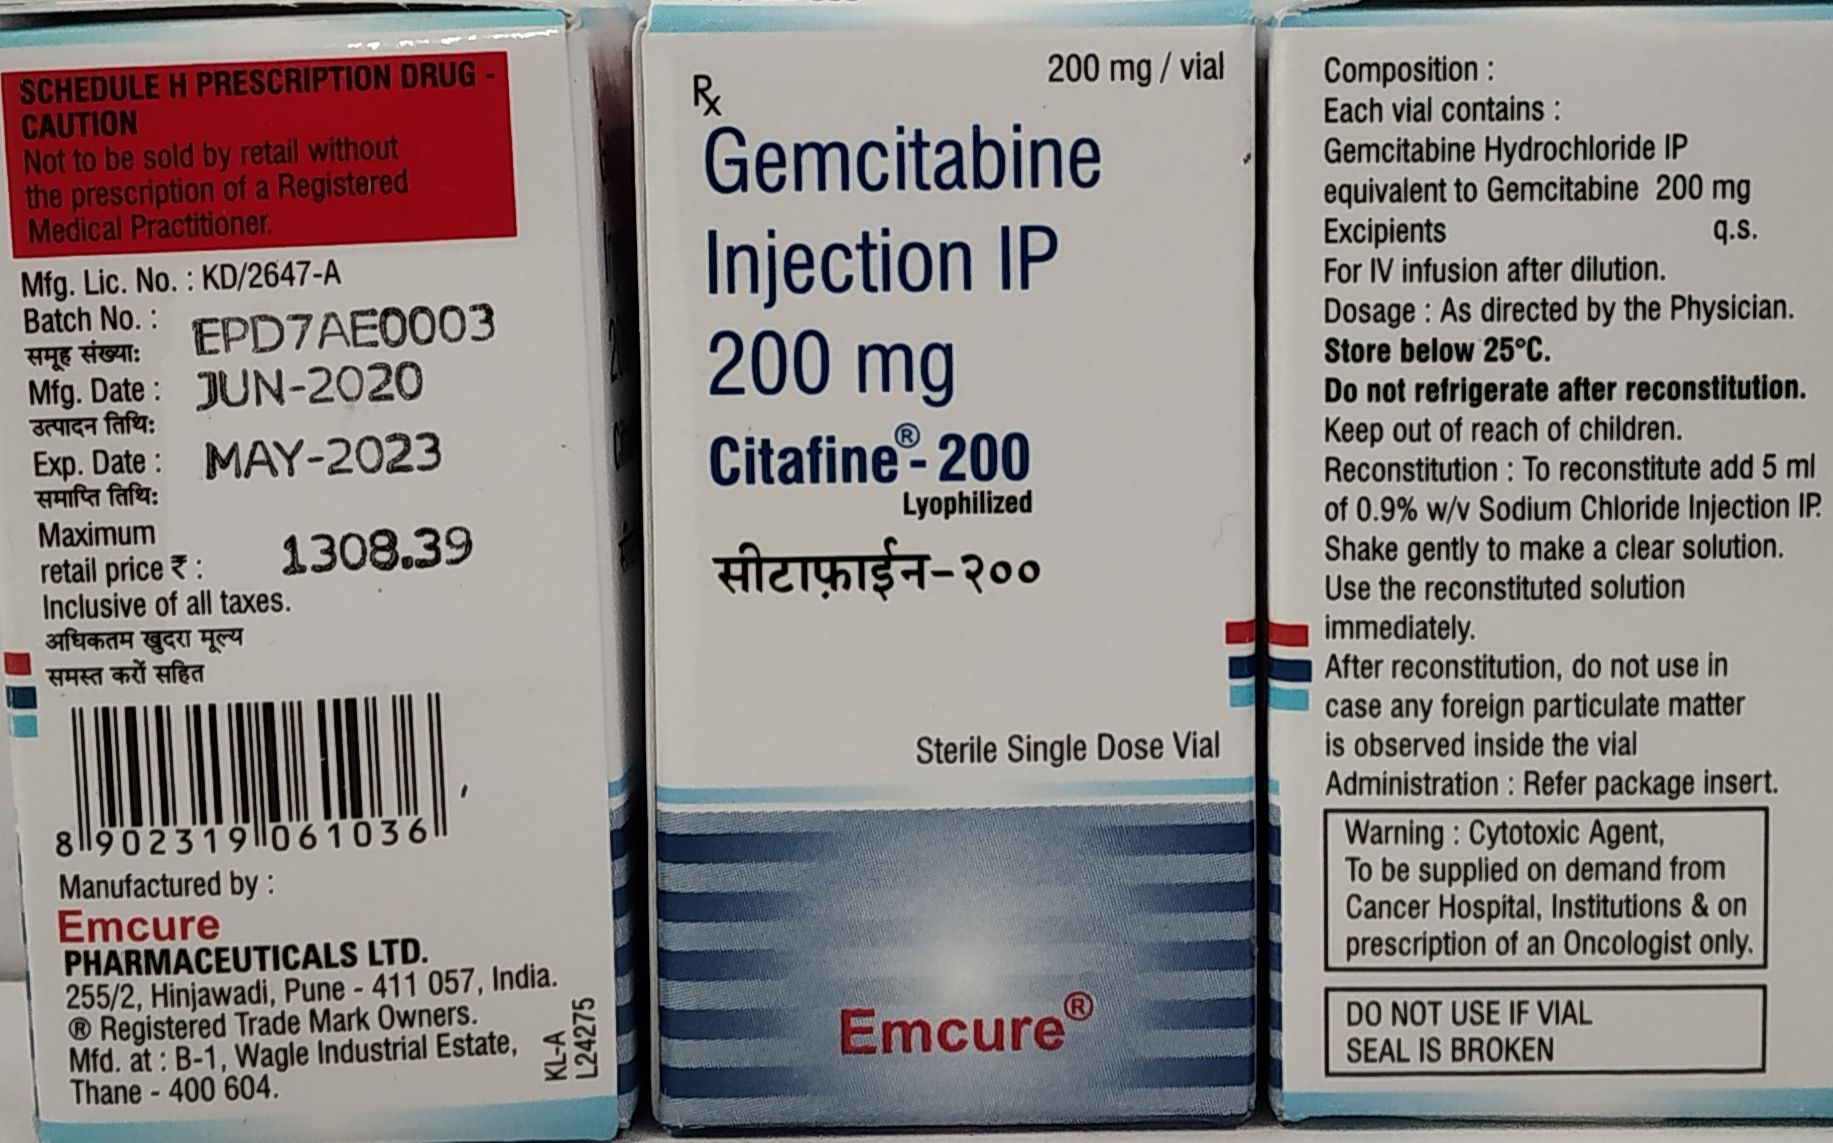 SCHEDULE H PRESCRIPTION DRUG -
CAUTION
Not to be sold by retail without
the prescription of a Registered
Medical Practitioner.
Mfg. Lic. No. : KD/2647-A
Batch No. : EPD7AE0003
समूह संख्या:
Mfg. Date : JUN-2020
उत्पादन तिथि:
Exp. Date : MAY-2023
समाप्ति तिथि:
Maximum
retail price ₹ : 1308.39
Inclusive of all taxes.
अधिकतम खुदरा मूल्य
समस्त करों सहित
8 902319 061036
Manufactured by :
Emcure
PHARMACEUTICALS LTD.
255/2, Hinjawadi, Pune - 411 057, India.
® Registered Trade Mark Owners.
Mfd. at : B-1, Wagle Industrial Estate,
Thane - 400 604.
KL-A
L24275
200 mg / vial
Rx
Gemcitabine
Injection IP
200 mg
Citafine®- 200
Lyophilized
सीटाफ़ाईन-२००
Sterile Single Dose Vial
Emcure®
Composition :
Each vial contains :
Gemcitabine Hydrochloride IP
equivalent to Gemcitabine 200 mg
Excipients q.s.
For IV infusion after dilution.
Dosage : As directed by the Physician.
Store below 25°C.
Do not refrigerate after reconstitution.
Keep out of reach of children.
Reconstitution : To reconstitute add 5 ml
of 0.9% w/v Sodium Chloride Injection IP.
Shake gently to make a clear solution.
Use the reconstituted solution
immediately.
After reconstitution, do not use in
case any foreign particulate matter
is observed inside the vial
Administration : Refer package insert.
Warning : Cytotoxic Agent,
To be supplied on demand from
Cancer Hospital, Institutions & on
prescription of an Oncologist only.
DO NOT USE IF VIAL
SEAL IS BROKEN